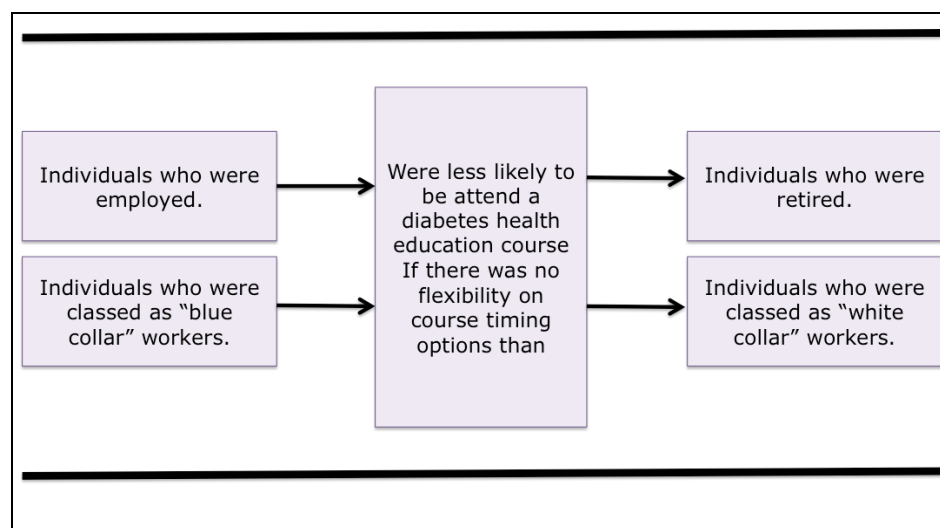 Individuals who were
employed.
Individuals who were
classed as “blue
collar” workers.
Were less likely to
be attend a
diabetes health
education course
If there was no
flexibility on
course timing
options than
Individuals who were
retired.
Individuals who were
classed as “white
collar” workers.